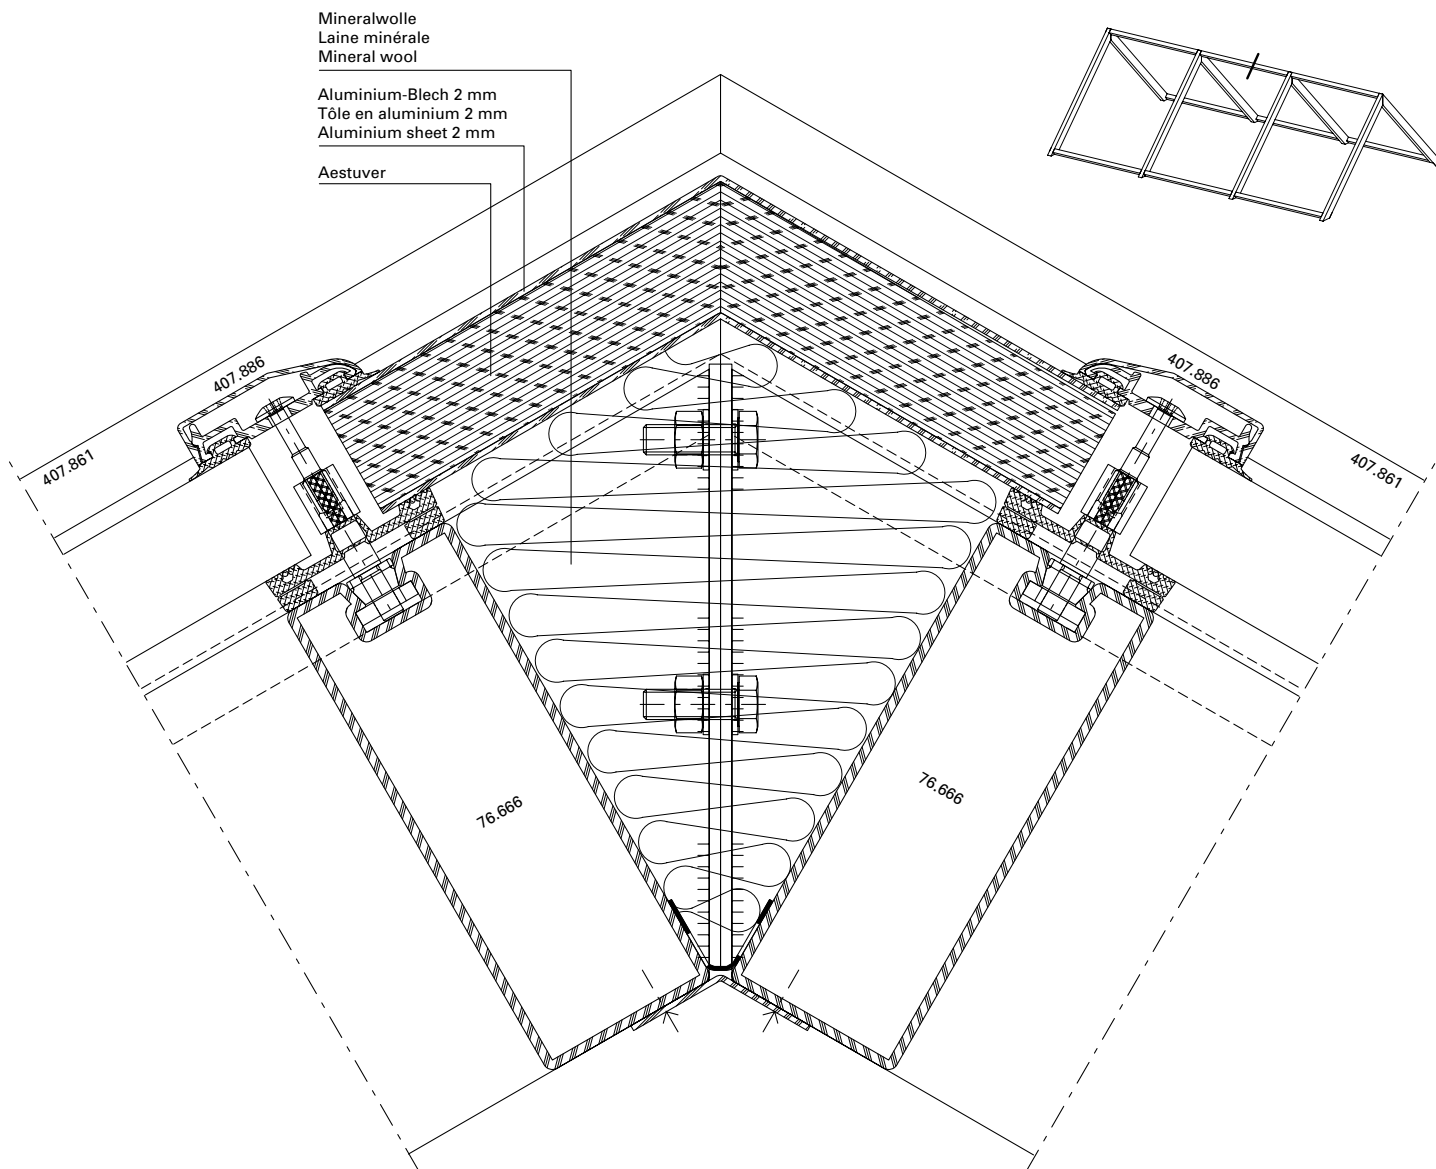 Mineralwolle
Laine minérale
Mineral wool
Aluminium-Blech 2 mm
Tôle en aluminium 2 mm
Aluminium sheet 2 mm
Aestuver
407.886
407.886
407.861
407.861
76.666
76.666